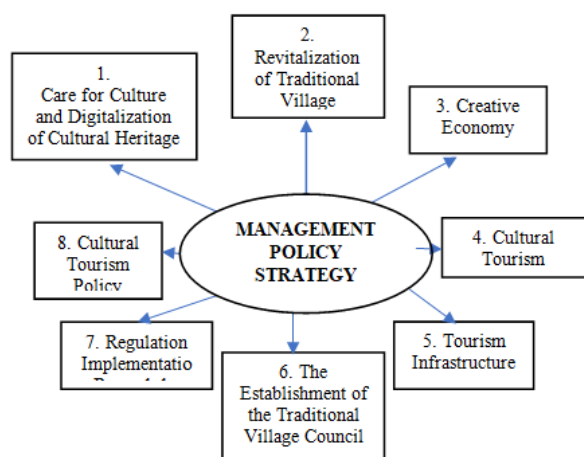 1.
Care for Culture
and Digitalization
of Cultural Heritage
2.
Revitalization
of Traditional
Village
3. Creative
Economy
MANAGEMENT
POLICY
STRATEGY
4. Cultural
Tourism
5. Tourism
Infrastructure
6. The
Establishment of
the Traditional
Village Council
7. Regulation
Implementatio
8. Cultural
Tourism
Policy